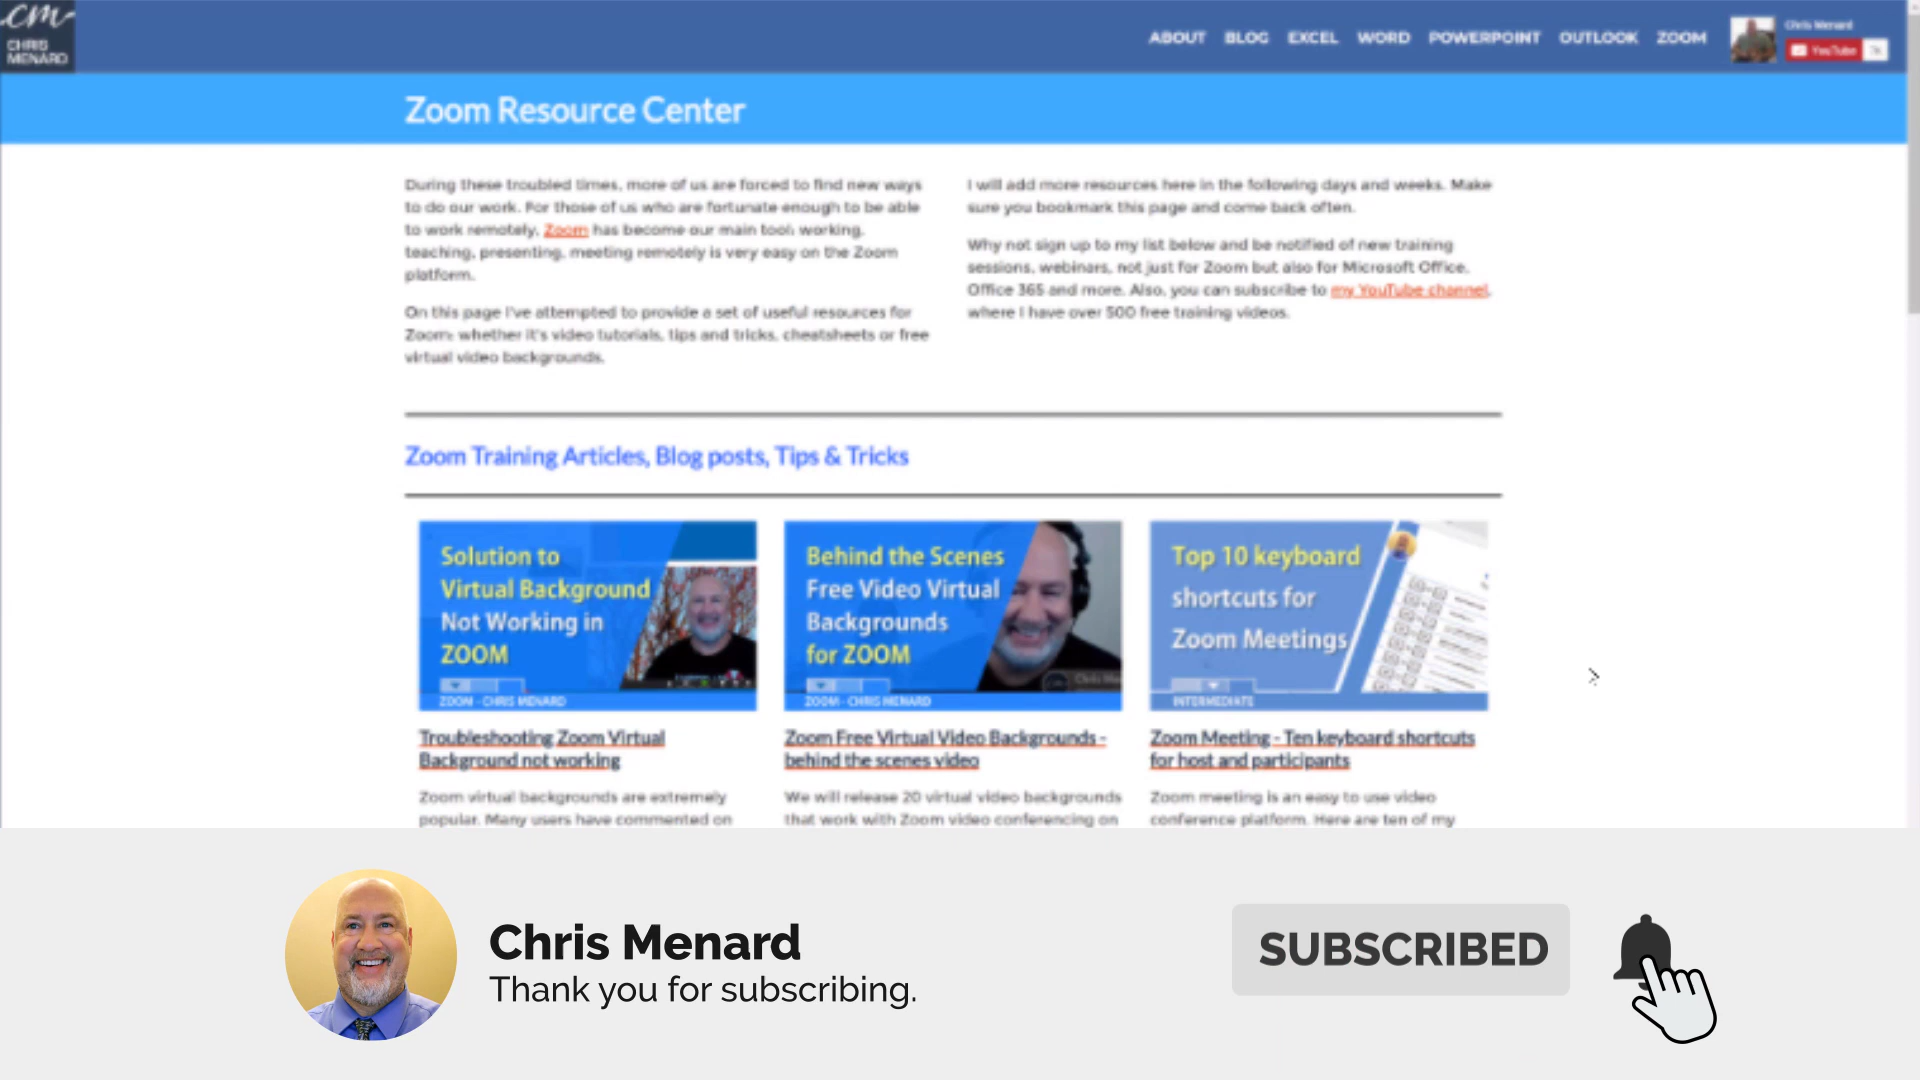 CM
CHRIS
MENARD
ABOUT BLOG EXCEL WORD POWERPOINT OUTLOOK ZOOM
Chris Menard
YouTube
Zoom Resource Center
During these troubled times, more of us are forced to find new ways
to do our work. For those of us who are fortunate enough to be able
to work remotely, Zoom has become our main tool: working,
teaching, presenting, meeting remotely is very easy on the Zoom
platform.
On this page I've attempted to provide a set of useful resources for
Zoom: whether it's video tutorials, tips and tricks, cheatsheets or free
virtual video backgrounds.
I will add more resources here in the following days and weeks. Make
sure you bookmark this page and come back often.
Why not sign up to my list below and be notified of new training
sessions, webinars, not just for Zoom but also for Microsoft Office,
Office 365 and more. Also, you can subscribe to my YouTube channel,
where I have over 500 free training videos.
Zoom Training Articles, Blog posts, Tips & Tricks
Solution to
Virtual Background
Not Working in
ZOOM
ZOOM - CHRIS MENARD
Behind the Scenes
Free Video Virtual
Backgrounds
for ZOOM
ZOOM - CHRIS MENARD
Top 10 keyboard
shortcuts for
Zoom Meetings
INTERMEDIATE
Troubleshooting Zoom Virtual
Background not working
Zoom virtual backgrounds are extremely
popular. Many users have commented on
Zoom Free Virtual Video Backgrounds -
behind the scenes video
We will release 20 virtual video backgrounds
that work with Zoom video conferencing on
Zoom Meeting - Ten keyboard shortcuts
for host and participants
Zoom meeting is an easy to use video
conference platform. Here are ten of my
Chris Menard
Thank you for subscribing.
SUBSCRIBED